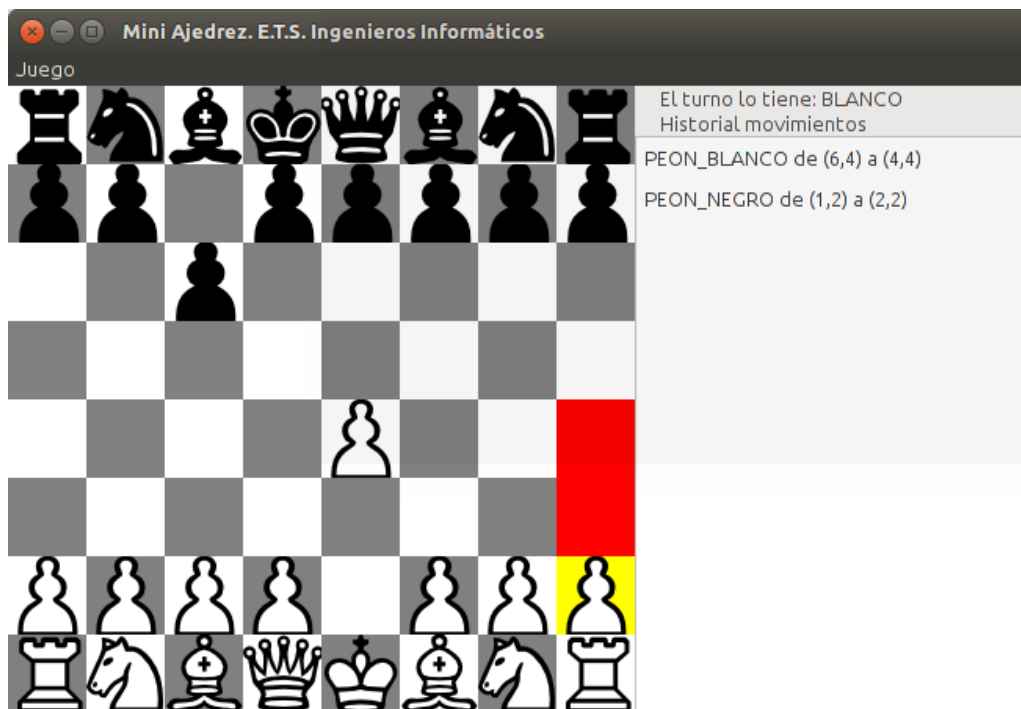 Mini Ajedrez. E.T.S. Ingenieros Informáticos
Juego
El turno lo tiene: BLANCO
Historial movimientos
PEON_BLANCO de (6,4) a (4,4)
PEON_NEGRO de (1,2) a (2,2)